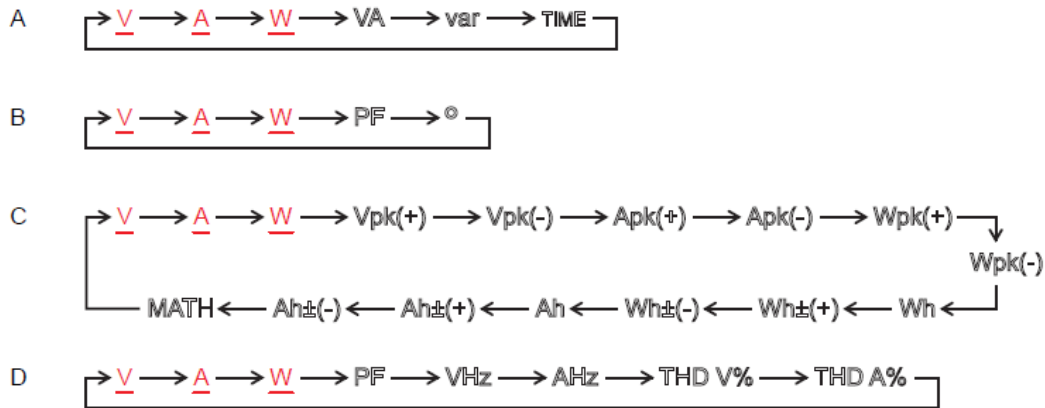 A V A W VA var TIME
B V A W PF °
C V A W Vpk(+) Vpk(-) Apk(+) Apk(-) Wpk(+)
Wpk(-)
MATH Ah±(-) Ah±(+) Ah Wh±(-) Wh±(+) Wh
D V A W PF VHz AHz THD V% THD A%